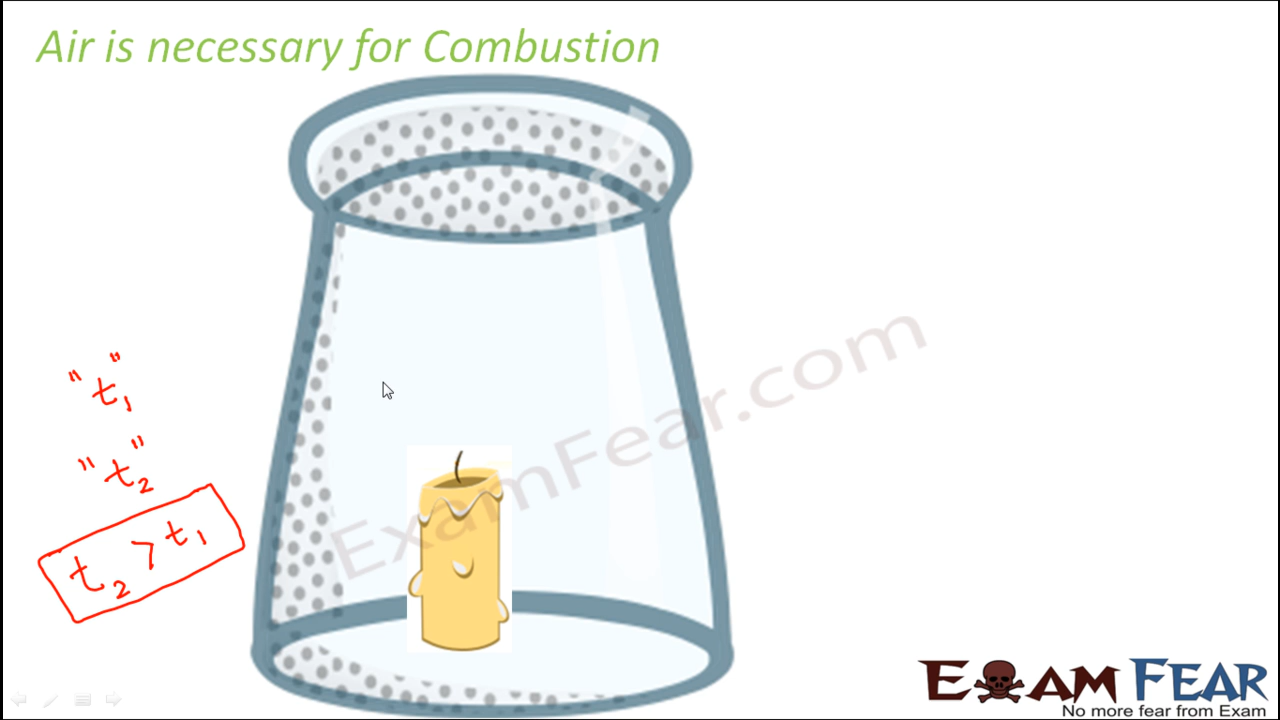 Air is necessary for Combustion
"t₁"
"t₂"
t₂ > t₁
ExamFear.com
EXAM FEAR
No more fear from Exam